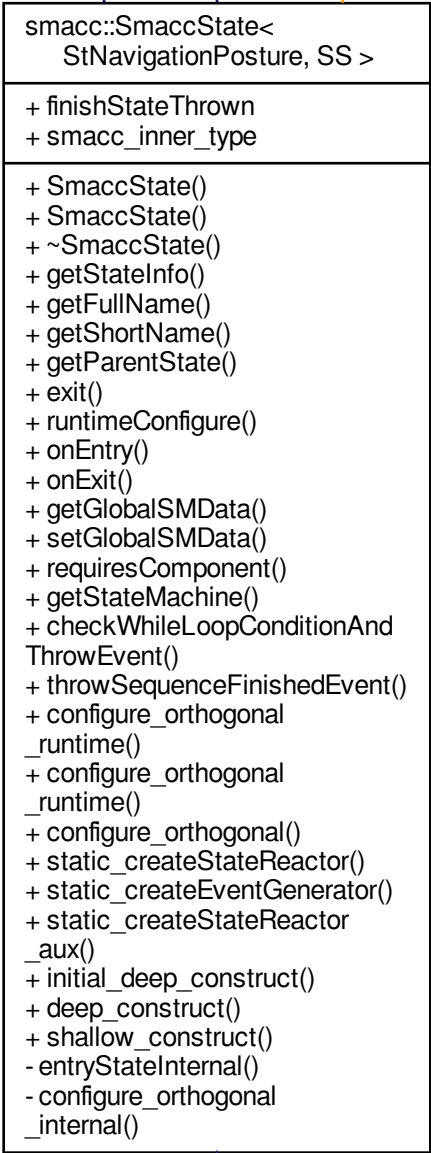 smacc::SmaccState<
StNavigationPosture, SS >
+ finishStateThrown
+ smacc_inner_type
+ SmaccState()
+ SmaccState()
+ ~SmaccState()
+ getStateInfo()
+ getFullName()
+ getShortName()
+ getParentState()
+ exit()
+ runtimeConfigure()
+ onEntry()
+ onExit()
+ getGlobalSMData()
+ setGlobalSMData()
+ requiresComponent()
+ getStateMachine()
+ checkWhileLoopConditionAnd
ThrowEvent()
+ throwSequenceFinishedEvent()
+ configure_orthogonal
_runtime()
+ configure_orthogonal
_runtime()
+ configure_orthogonal()
+ static_createStateReactor()
+ static_createEventGenerator()
+ static_createStateReactor
_aux()
+ initial_deep_construct()
+ deep_construct()
+ shallow_construct()
- entryStateInternal()
- configure_orthogonal
_internal()